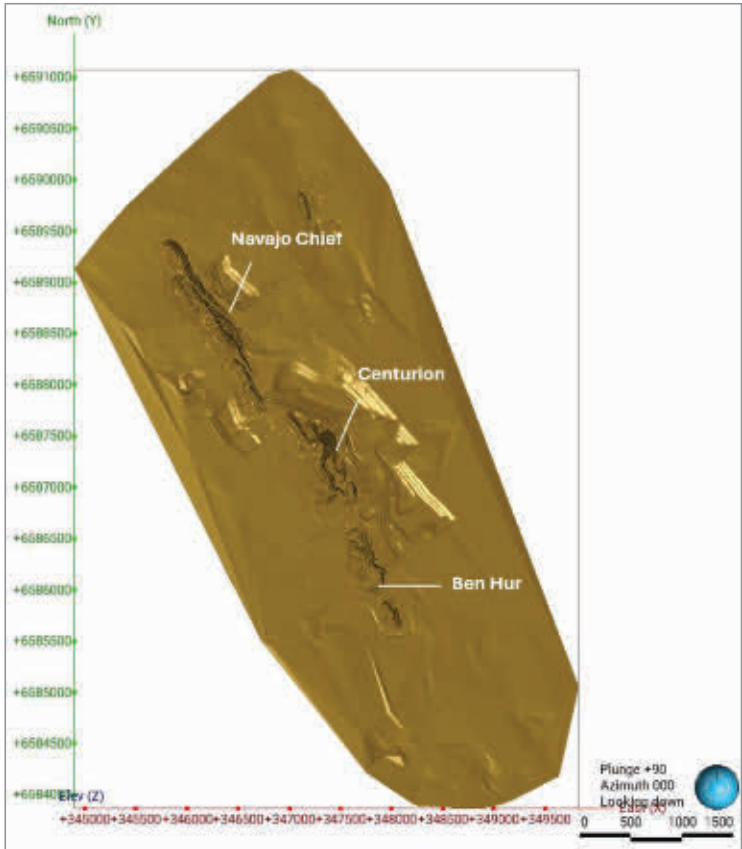 North (Y)
+6591000
+6590500
+6590000
+6589500
Navajo Chief
+6589000
+6588500
+6588000
Centurion
+6587500
+6587000
+6586500
+6586000
Ben Hur
+6585500
+6585000
+6584500
Plunge +90
Azimuth 000
Looking down
Elev (Z)
East (X)
+345000+345500+346000+346500+347000+347500+348000+348500+349000+349500
0 500 1000 1500